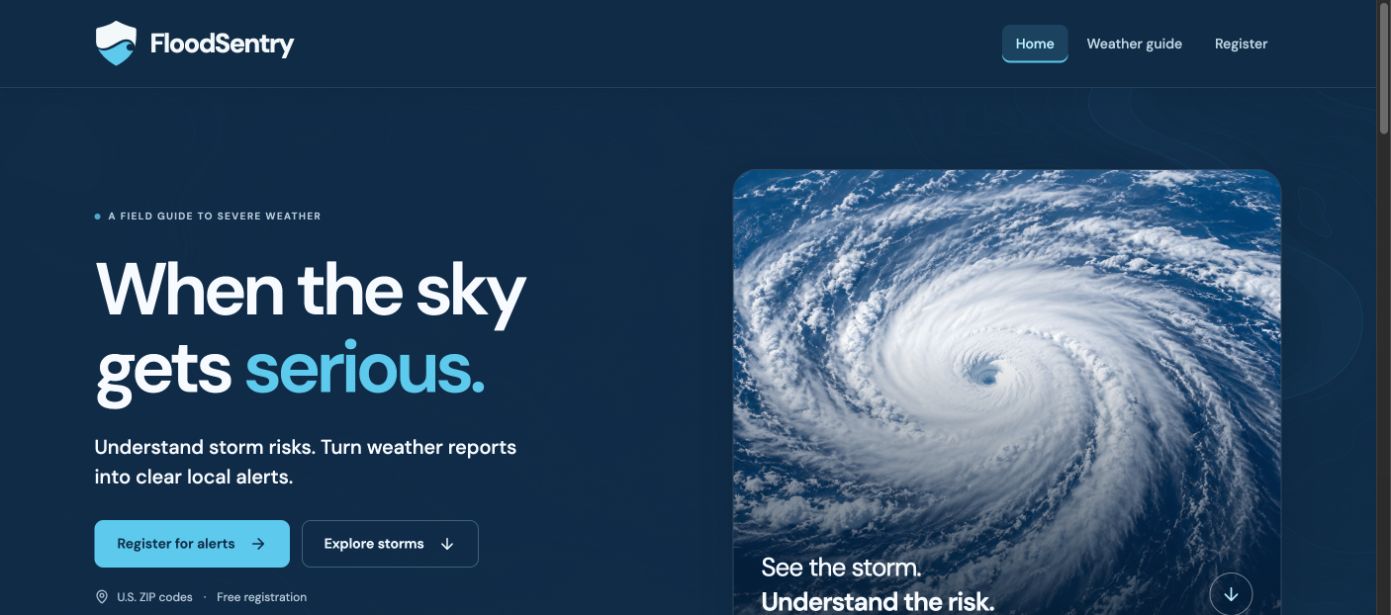 FloodSentry
Home
Weather guide
Register
A FIELD GUIDE TO SEVERE WEATHER
When the sky
gets serious.
Understand storm risks. Turn weather reports
into clear local alerts.
Register for alerts →
Explore storms ↓
U.S. ZIP codes · Free registration
See the storm.
Understand the risk.